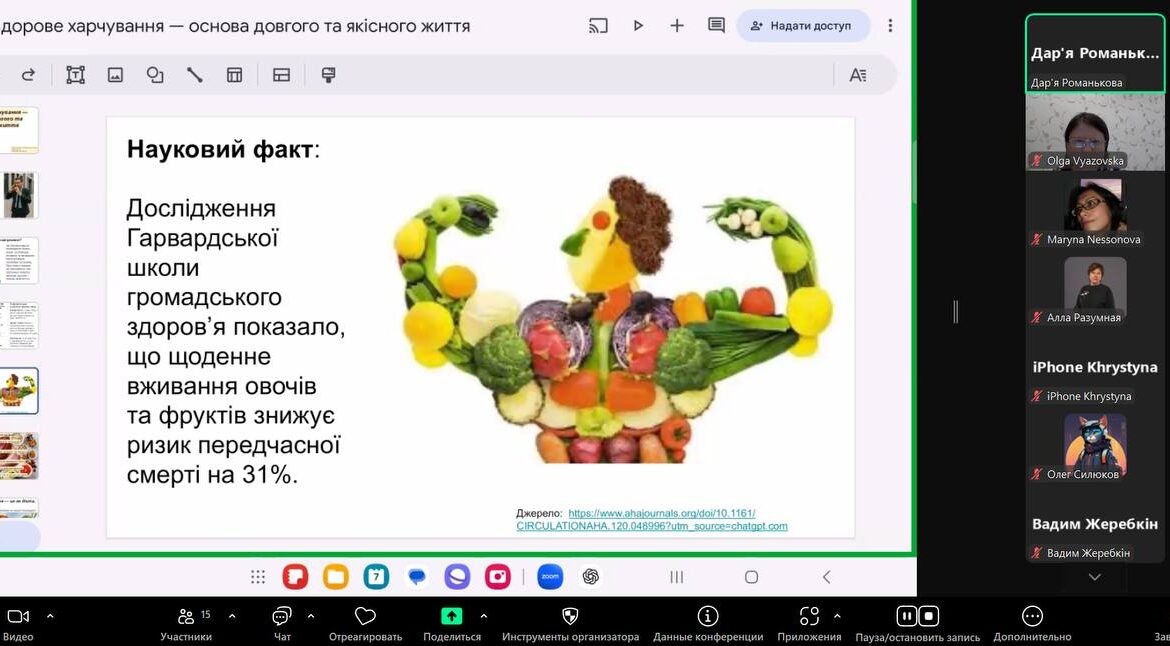 дорове харчування — основа довгого та якісного життя
Надати доступ
Науковий факт:
Дослідження
Гарвардської
школи
громадського
здоров’я показало,
що щоденне
вживання овочів
та фруктів знижує
ризик передчасної
смерті на 31%.
Джерело: https://www.ahajournals.org/doi/10.1161/
CIRCULATIONAHA.120.048996?utm_source=chatgpt.com
Дар'я Романьк...
Дар'я Романькова
Olga Vyazovska
Maryna Nessonova
Алла Разумная
iPhone Khrystyna
iPhone Khrystyna
Олег Силюков
Вадим Жеребкін
Вадим Жеребкін
7
zoom
15
Видео
Участники
Чат
Отреагировать
Поделиться
Инструменты организатора
Данные конференции
Приложения
Пауза/остановить запись
Дополнительно
Зав